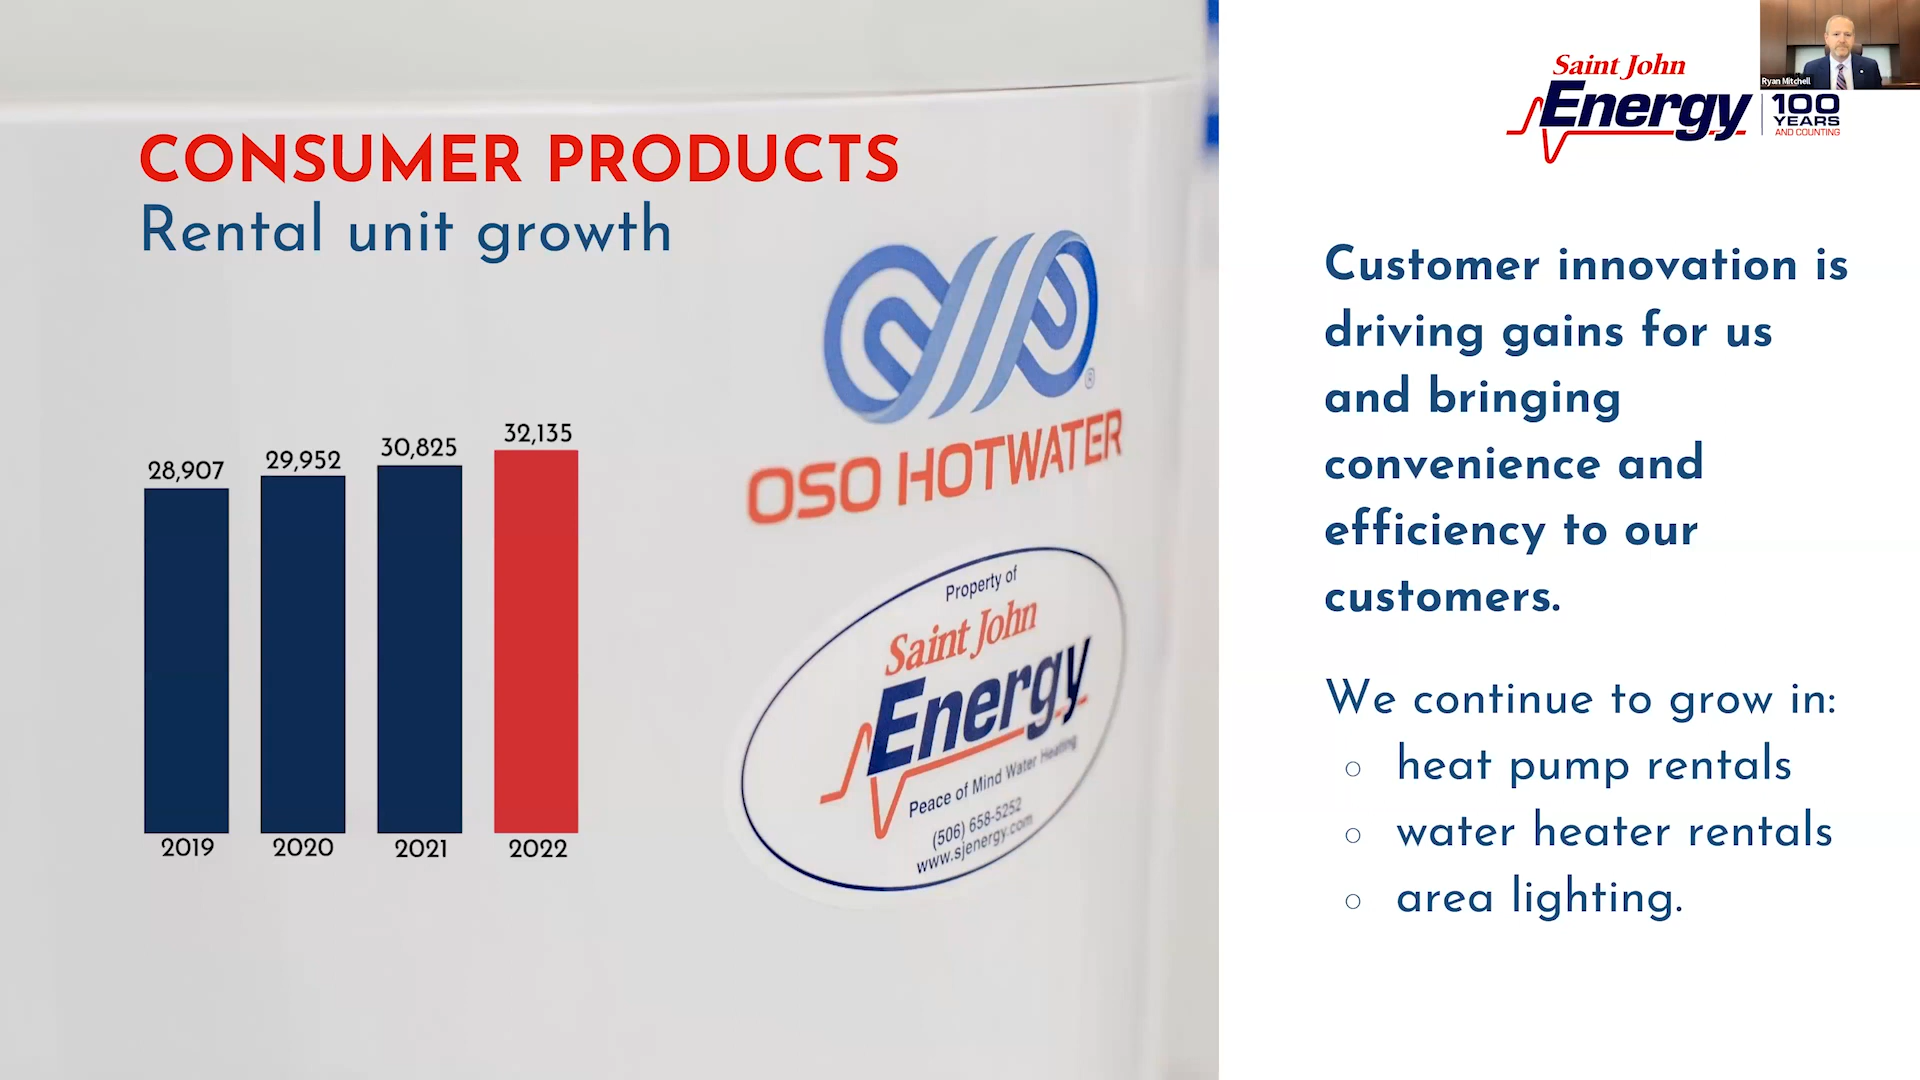 CONSUMER PRODUCTS
Rental unit growth
28,907
29,952
30,825
32,135
2019
2020
2021
2022
®
OSO HOTWATER
Property of
Saint John
Energy
Peace of Mind Water Heating
(506) 658-5252
www.sjenergy.com
Ryan Mitchell
Saint John
Energy
100
YEARS
AND COUNTING
Customer innovation is
driving gains for us
and bringing
convenience and
efficiency to our
customers.
We continue to grow in:
○ heat pump rentals
○ water heater rentals
○ area lighting.